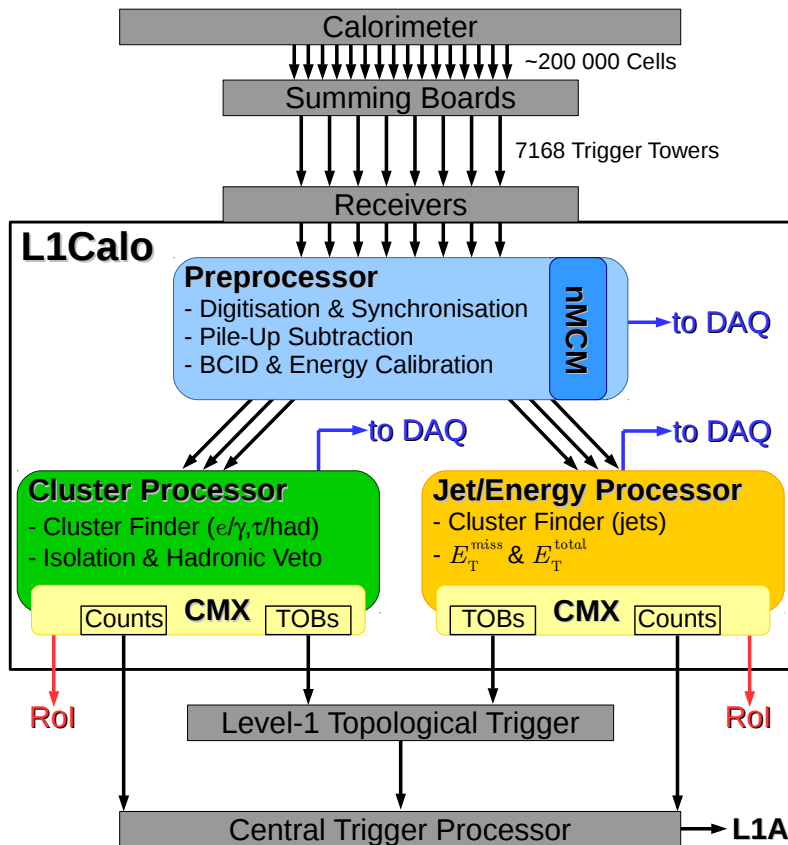 Calorimeter
~200 000 Cells
Summing Boards
7168 Trigger Towers
Receivers
L1Calo
Preprocessor
- Digitisation & Synchronisation
- Pile-Up Subtraction
- BCID & Energy Calibration
nMCM
to DAQ
to DAQ
to DAQ
Cluster Processor
- Cluster Finder (e/γ,τ/had)
- Isolation & Hadronic Veto
Counts
CMX
TOBs
Jet/Energy Processor
- Cluster Finder (jets)
- E_T^miss & E_T^total
TOBs
CMX
Counts
RoI
RoI
Level-1 Topological Trigger
Central Trigger Processor
L1A